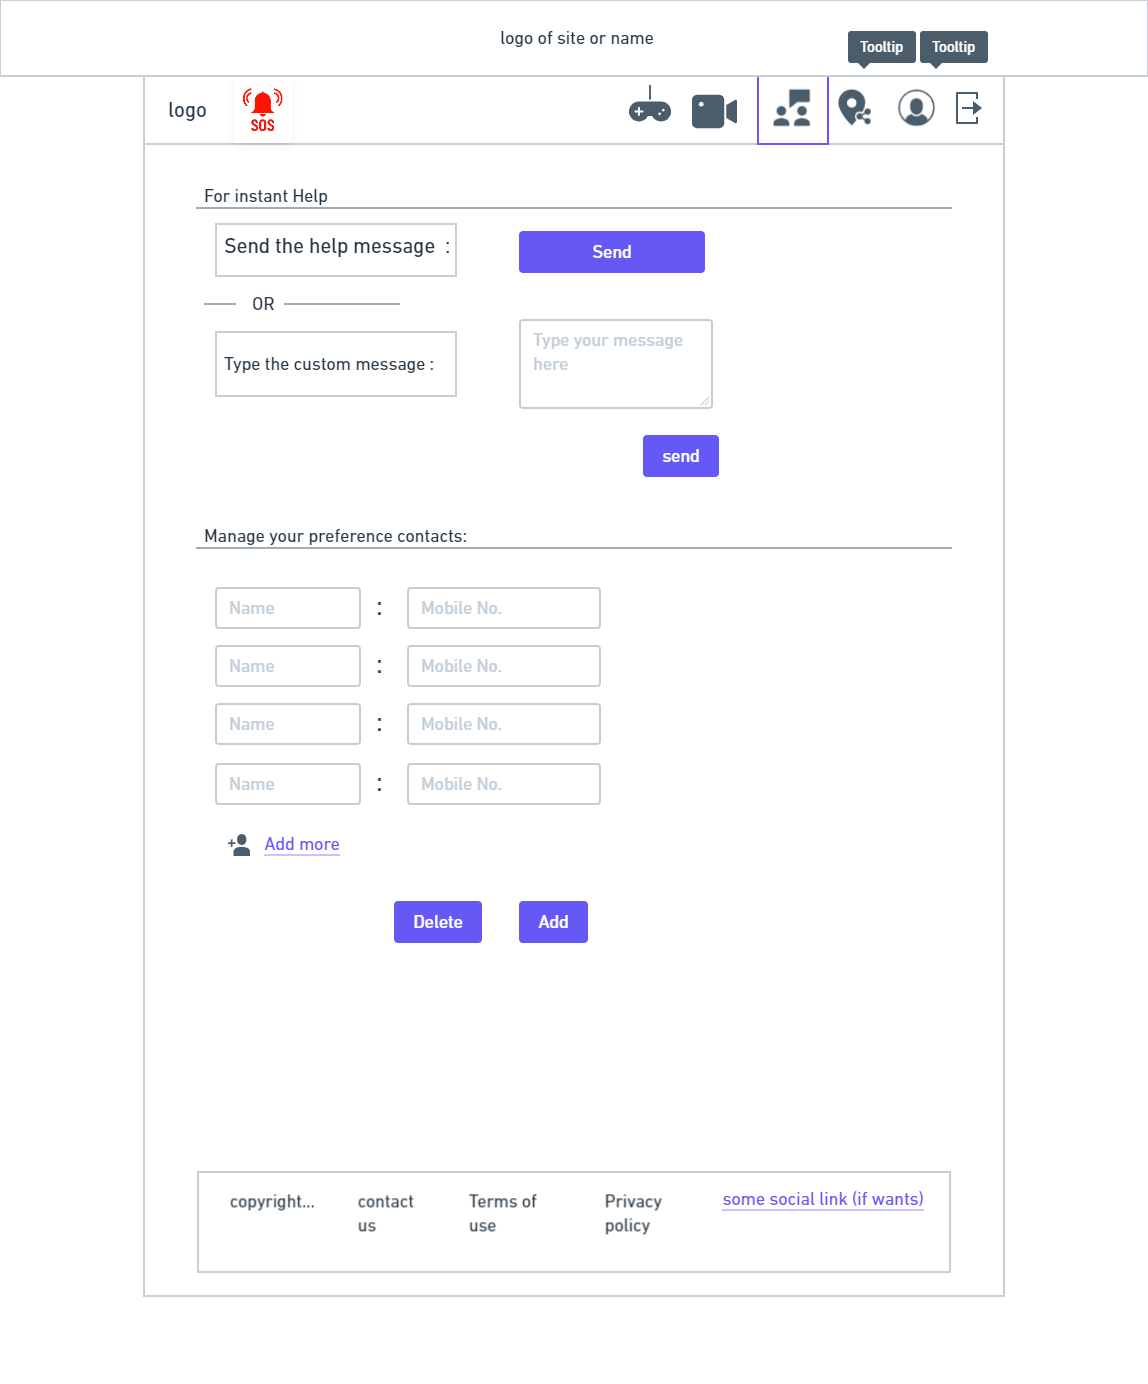 logo of site or name
Tooltip
Tooltip
logo
SOS
For instant Help
Send the help message :
Send
OR
Type your message
here
Type the custom message :
send
Manage your preference contacts:
Name : Mobile No.
Name : Mobile No.
Name : Mobile No.
Name : Mobile No.
Add more
Delete
Add
copyright...
contact
us
Terms of
use
Privacy
policy
some social link (if wants)